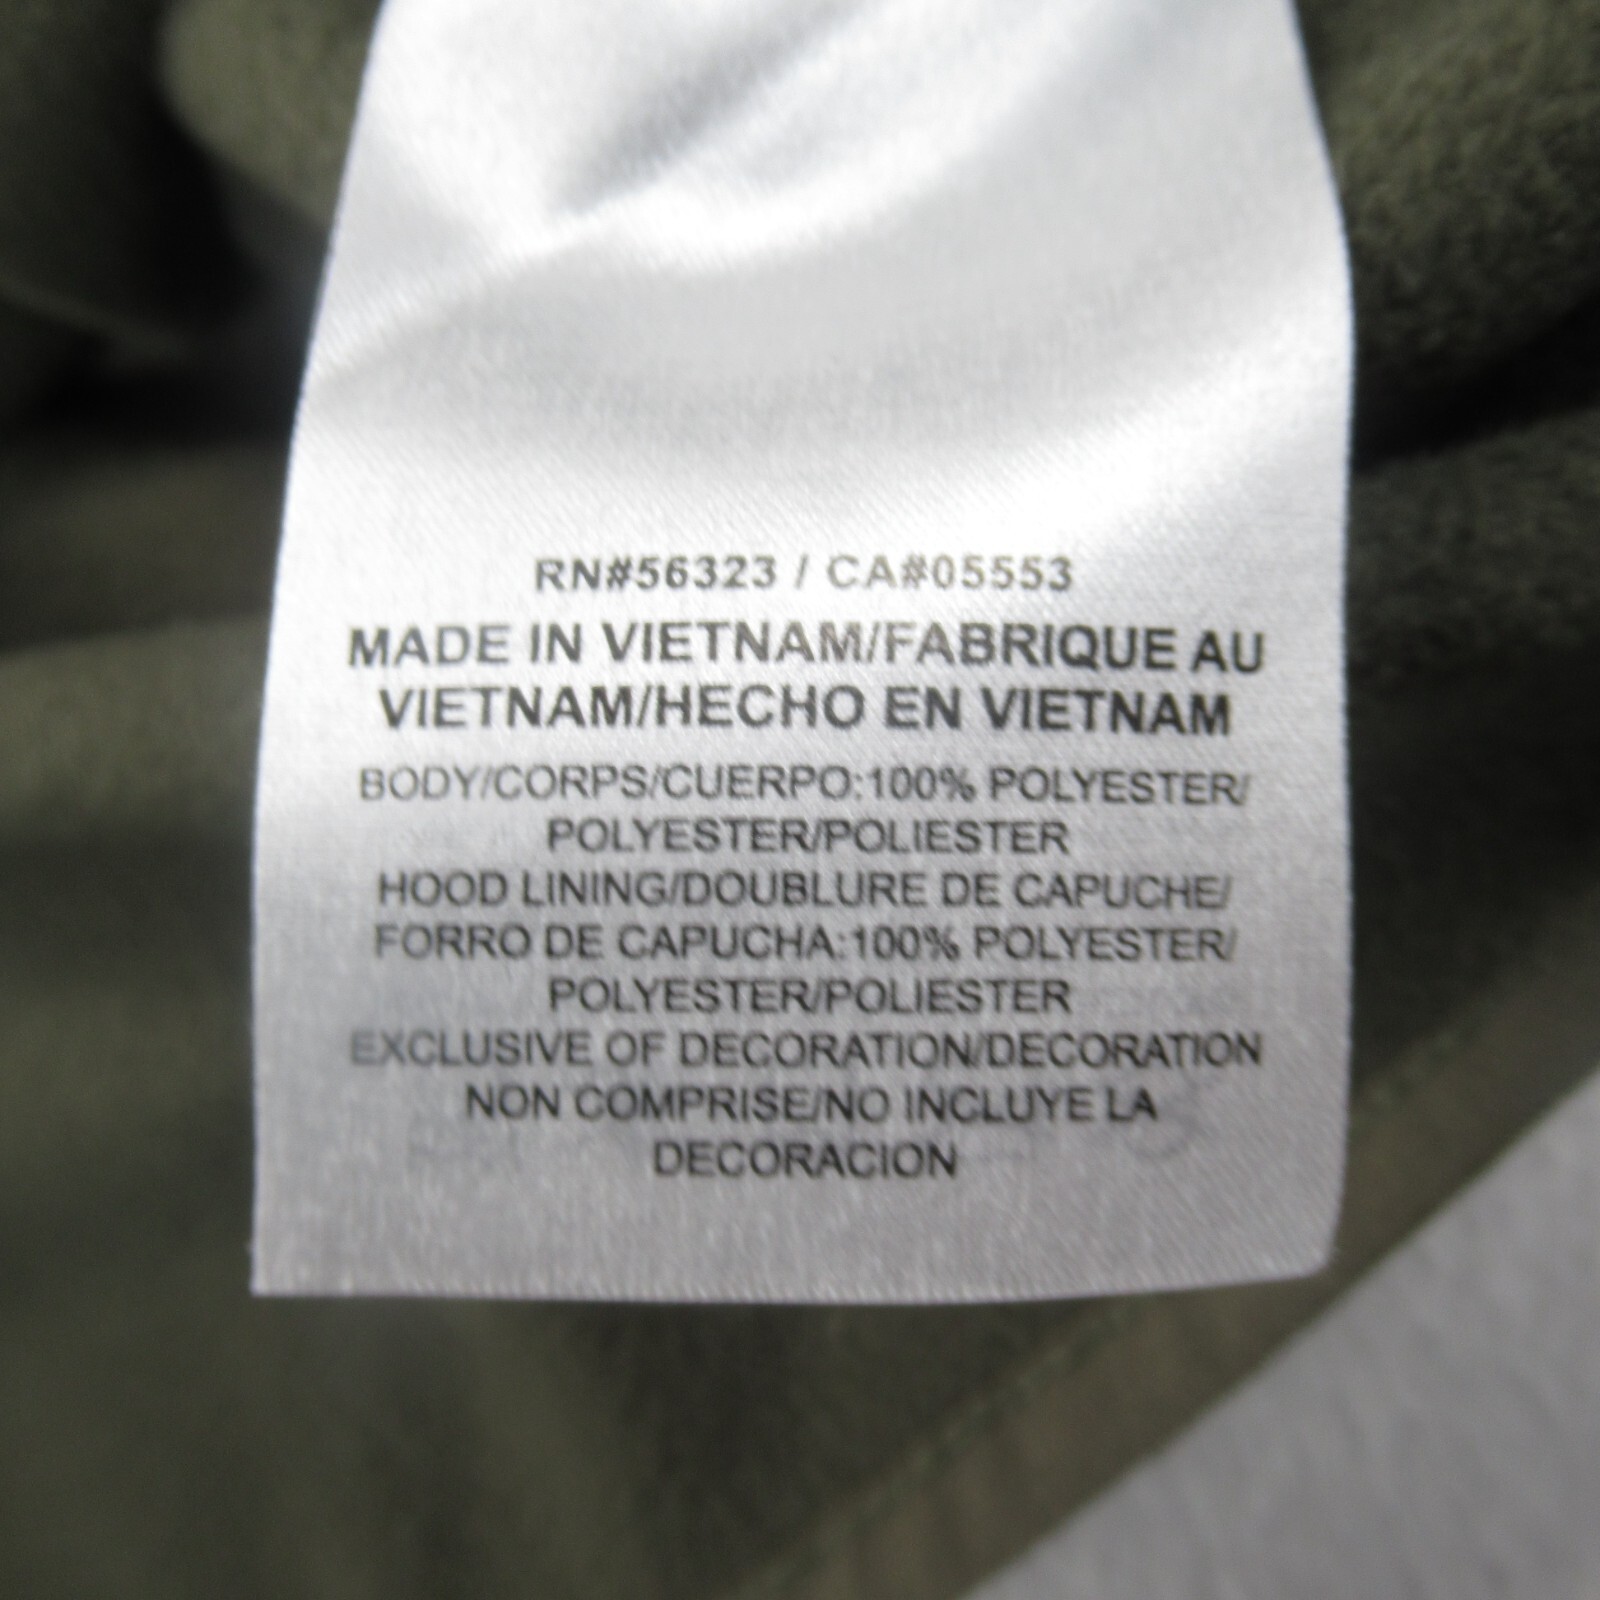 RN#56323 / CA#05553
MADE IN VIETNAM/FABRIQUE AU
VIETNAM/HECHO EN VIETNAM
BODY/CORPS/CUERPO:100% POLYESTER/
POLYESTER/POLIESTER
HOOD LINING/DOUBLURE DE CAPUCHE/
FORRO DE CAPUCHA:100% POLYESTER/
POLYESTER/POLIESTER
EXCLUSIVE OF DECORATION/DECORATION
NON COMPRISE/NO INCLUYE LA
DECORACION